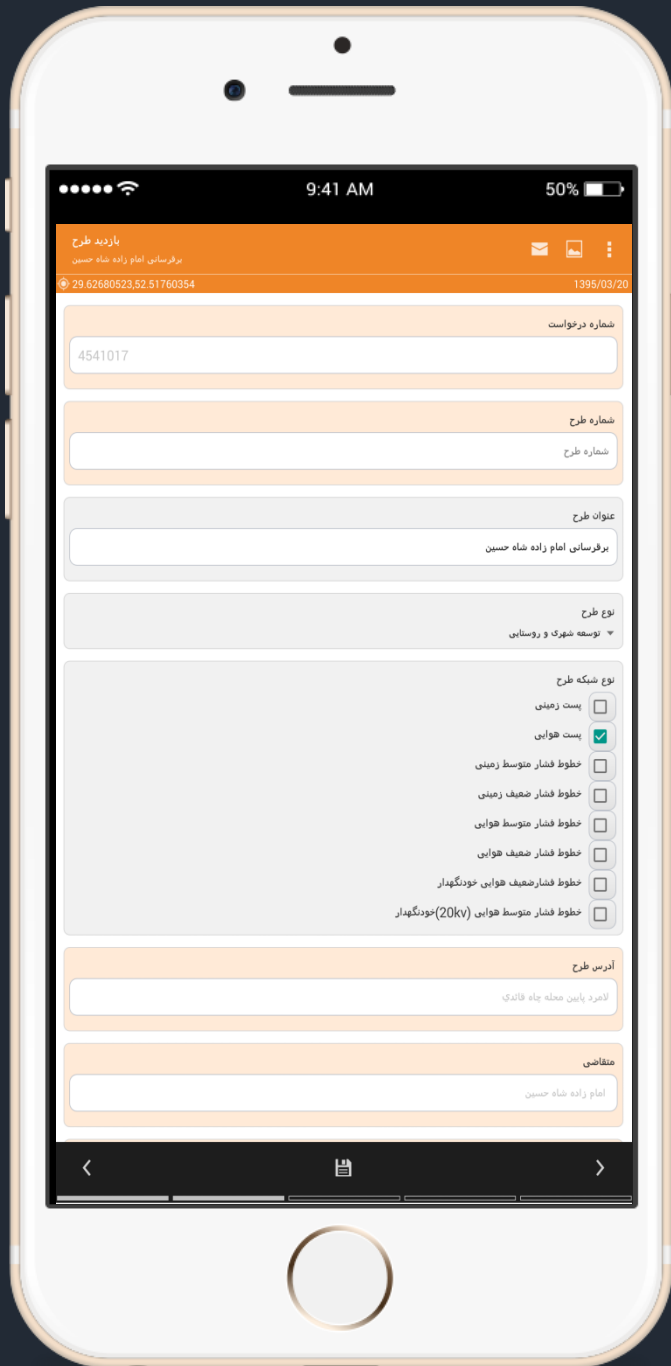 9:41 AM
50%
بازدید طرح
برقرسانی امام زاده شاه حسین
29.62680523,52.51760354
1395/03/20
شماره درخواست
4541017
شماره طرح
شماره طرح
عنوان طرح
برقرسانی امام زاده شاه حسین
نوع طرح
توسعه شهری و روستایی
نوع شبکه طرح
پست زمینی
پست هوایی
خطوط فشار متوسط زمینی
خطوط فشار ضعیف زمینی
خطوط فشار متوسط هوایی
خطوط فشار ضعیف هوایی
خطوط فشارضعیف هوایی خودنگهدار
خطوط فشار متوسط هوایی (20kv)خودنگهدار
آدرس طرح
لامرد پایین محله چاه قائدي
متقاضی
امام زاده شاه حسین